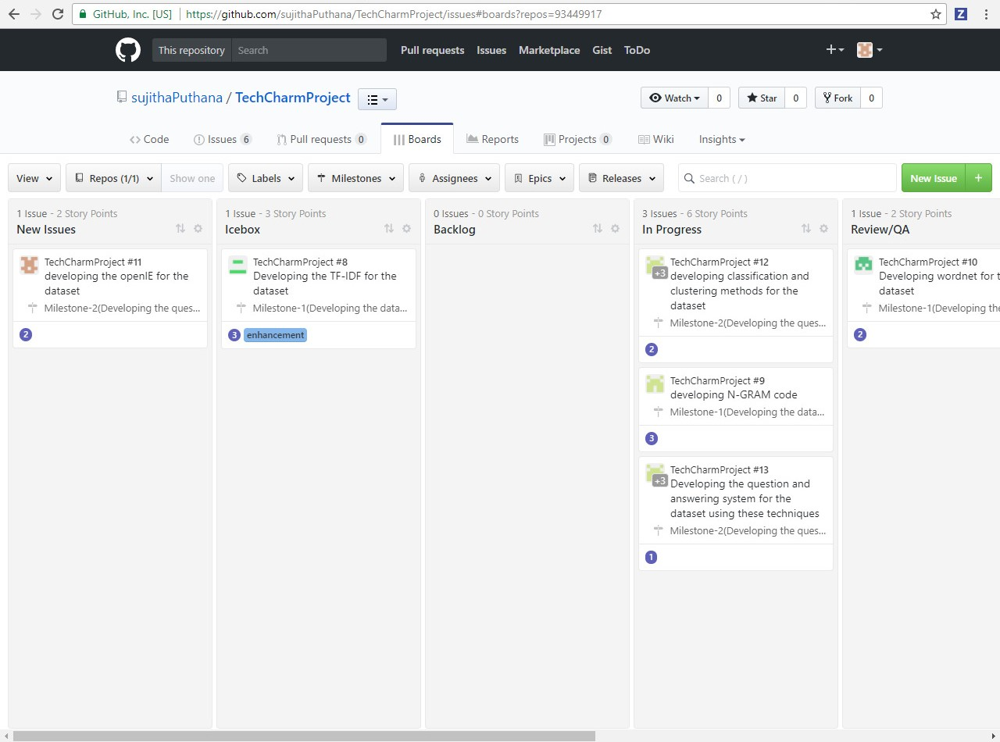 GitHub, Inc. [US] https://github.com/sujithaPuthana/TechCharmProject/issues#boards?repos=93449917 Z
This repository Search Pull requests Issues Marketplace Gist ToDo
sujithaPuthana / TechCharmProject Watch 0 Star 0 Fork 0
Code Issues 6 Pull requests 0 Boards Reports Projects 0 Wiki Insights
View Repos (1/1) Show one Labels Milestones Assignees Epics Releases Search ( / ) New Issue +
1 Issue - 2 Story Points
New Issues
TechCharmProject #11
developing the openIE for the
dataset
Milestone-2(Developing the ques...
2
1 Issue - 3 Story Points
Icebox
TechCharmProject #8
Developing the TF-IDF for the
dataset
Milestone-1(Developing the data...
3 enhancement
0 Issues - 0 Story Points
Backlog
3 Issues - 6 Story Points
In Progress
TechCharmProject #12
+3
developing classification and
clustering methods for the
dataset
Milestone-2(Developing the ques...
2
TechCharmProject #9
developing N-GRAM code
Milestone-1(Developing the data...
3
TechCharmProject #13
+3
Developing the question and
answering system for the
dataset using these techniques
Milestone-2(Developing the ques...
1
1 Issue - 2 Story Points
Review/QA
TechCharmProject #10
Developing wordnet for t
dataset
Milestone-1(Developing the
2